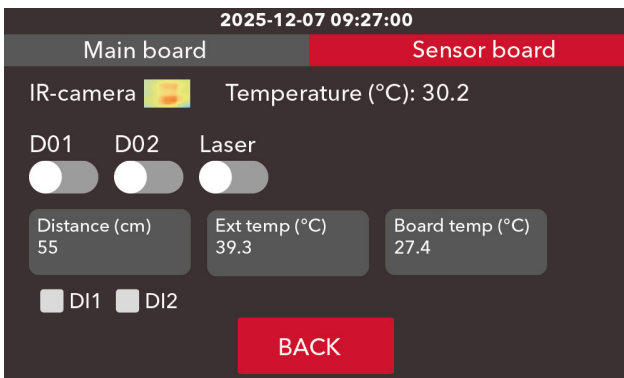 2025-12-07 09:27:00
Main board Sensor board
IR-camera Temperature (°C): 30.2
D01 D02 Laser
Distance (cm) Ext temp (°C) Board temp (°C)
55 39.3 27.4
DI1 DI2
BACK